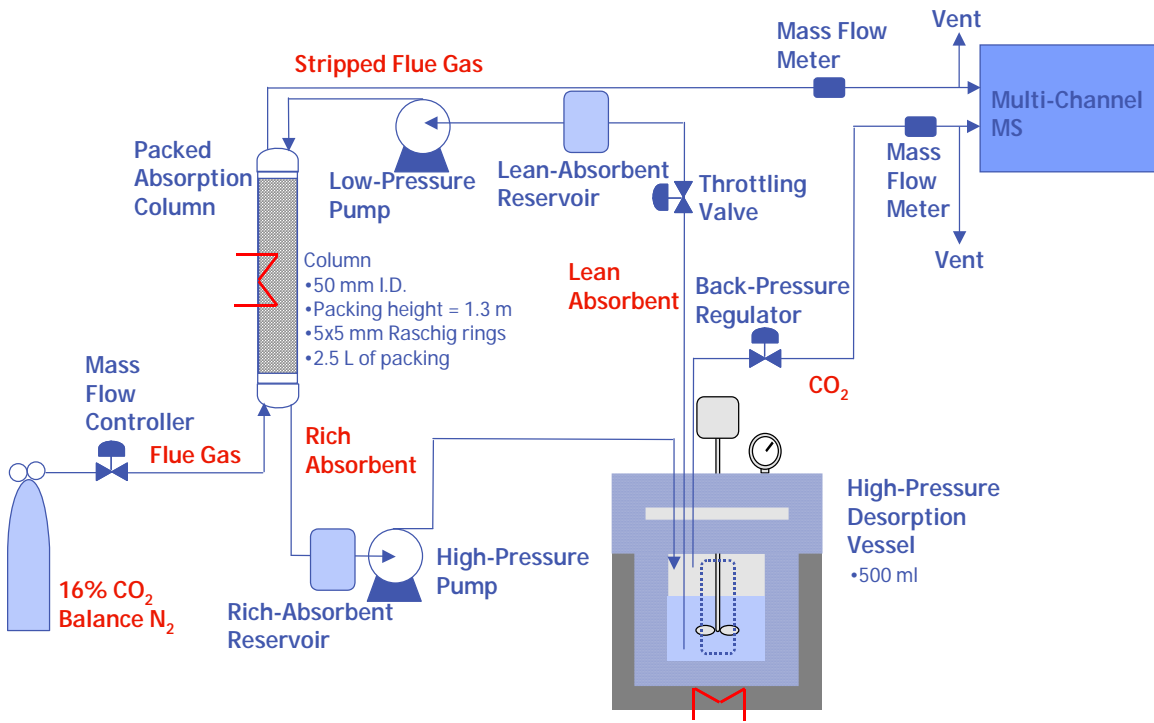 Mass Flow
Meter
Vent
Stripped Flue Gas
Multi-Channel
MS
Packed
Absorption
Column
Low-Pressure
Pump
Lean-Absorbent
Reservoir
Throttling
Valve
Mass
Flow
Meter
Vent
Column
•50 mm I.D.
•Packing height = 1.3 m
•5x5 mm Raschig rings
•2.5 L of packing
Lean
Absorbent
Back-Pressure
Regulator
CO₂
Mass
Flow
Controller
Flue Gas
Rich
Absorbent
High-Pressure
Pump
High-Pressure
Desorption
Vessel
•500 ml
16% CO₂
Balance N₂
Rich-Absorbent
Reservoir